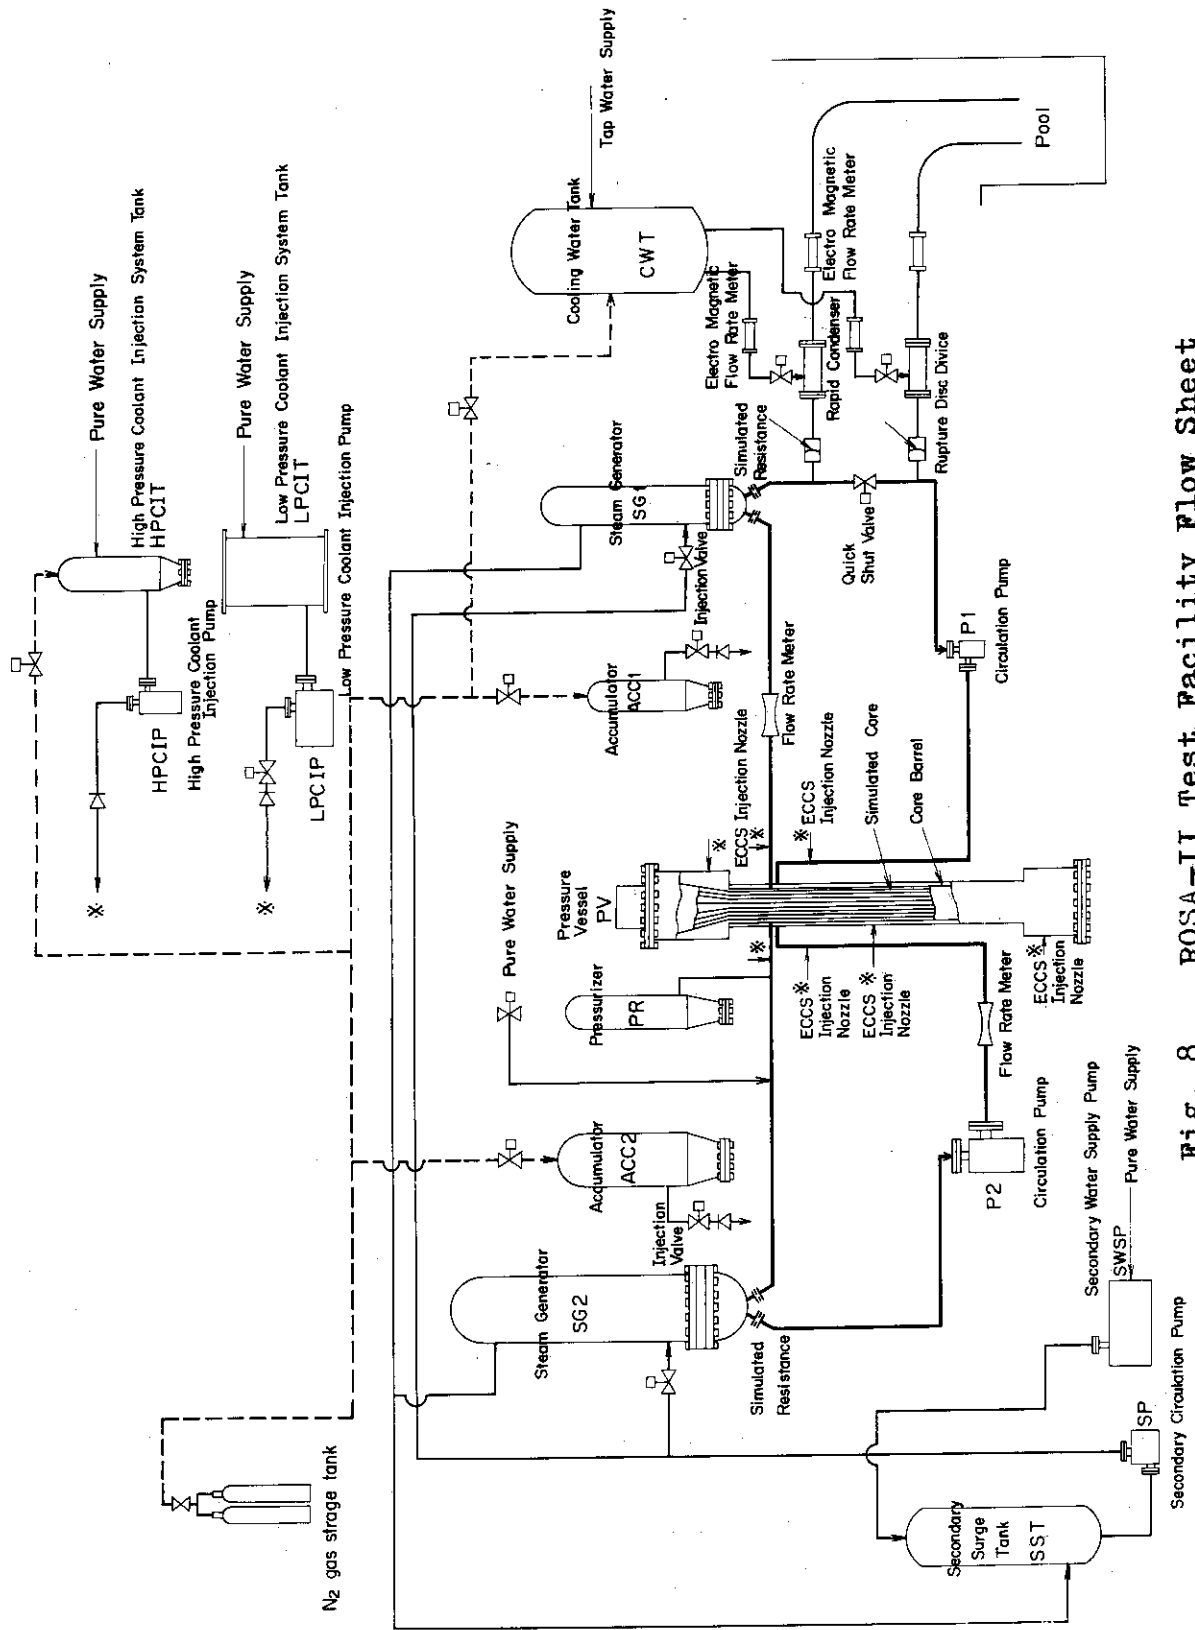 Pure Water Supply
High Pressure Coolant Injection System Tank
HPCIT
High Pressure Coolant
Injection Pump
HPCIP
※
Pure Water Supply
Low Pressure Coolant Injection System Tank
LPCIT
Low Pressure Coolant Injection Pump
LPCIP
※
N2 gas strage tank
Tap Water Supply
Cooling Water Tank
CWT
Electro Magnetic
Flow Rate Meter
Electro Magnetic
Flow Rate Meter
Rapid Condenser
Rupture Disc Divice
Pool
Steam Generator
SG1
Simulated
Resistance
Injection Valve
Quick
Shut Valve
Accumulator
ACC1
Flow Rate Meter
P1
Circulation Pump
Pure Water Supply
Pressure
Vessel
PV
※
ECCS Injection Nozzle
※
※ ECCS
Injection Nozzle
Simulated Core
Core Barrel
Pressurizer
PR
※
ECCS※
Injection
Nozzle
ECCS ※
Injection
Nozzle
ECCS※
Injection
Nozzle
Flow Rate Meter
Accumulator
ACC2
Injection
Valve
Steam Generator
SG2
Simulated
Resistance
P2
Circulation Pump
Secondary Water Supply Pump
SWSP
Pure Water Supply
SP
Secondary Circulation Pump
Secondary
Surge
Tank
SST
Fig. 8 ROSA-II Test Facility Flow Sheet